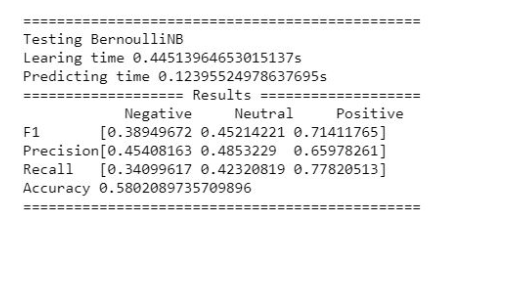 ===============================================
Testing BernoulliNB
Learing time 0.44513964653015137s
Predicting time 0.12395524978637695s
=================== Results ===================
Negative Neutral Positive
F1 [0.38949672 0.45214221 0.71411765]
Precision[0.45408163 0.4853229 0.65978261]
Recall [0.34099617 0.42320819 0.77820513]
Accuracy 0.5802089735709896
===============================================